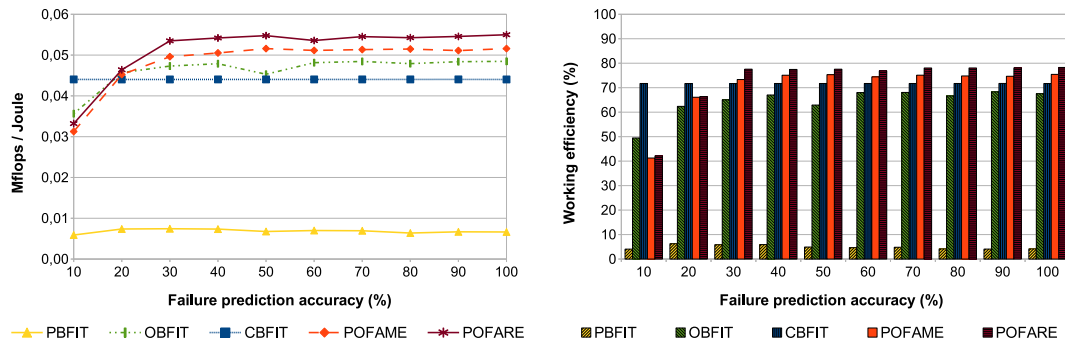 Mflops / Joule
0,06
0,05
0,04
0,03
0,02
0,01
0,00
10 20 30 40 50 60 70 80 90 100
Failure prediction accuracy (%)
PBFIT OBFIT CBFIT POFAME POFARE
Working efficiency (%)
100
90
80
70
60
50
40
30
20
10
0
10 20 30 40 50 60 70 80 90 100
Failure prediction accuracy (%)
PBFIT OBFIT CBFIT POFAME POFARE